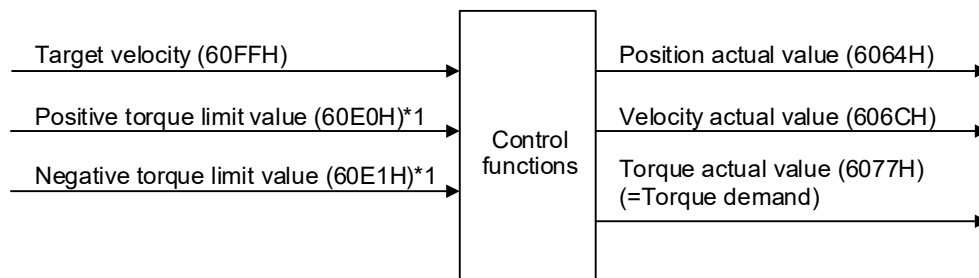 Target velocity (60FFH)
Positive torque limit value (60E0H)*1
Negative torque limit value (60E1H)*1
Control
functions
Position actual value (6064H)
Velocity actual value (606CH)
Torque actual value (6077H)
(=Torque demand)